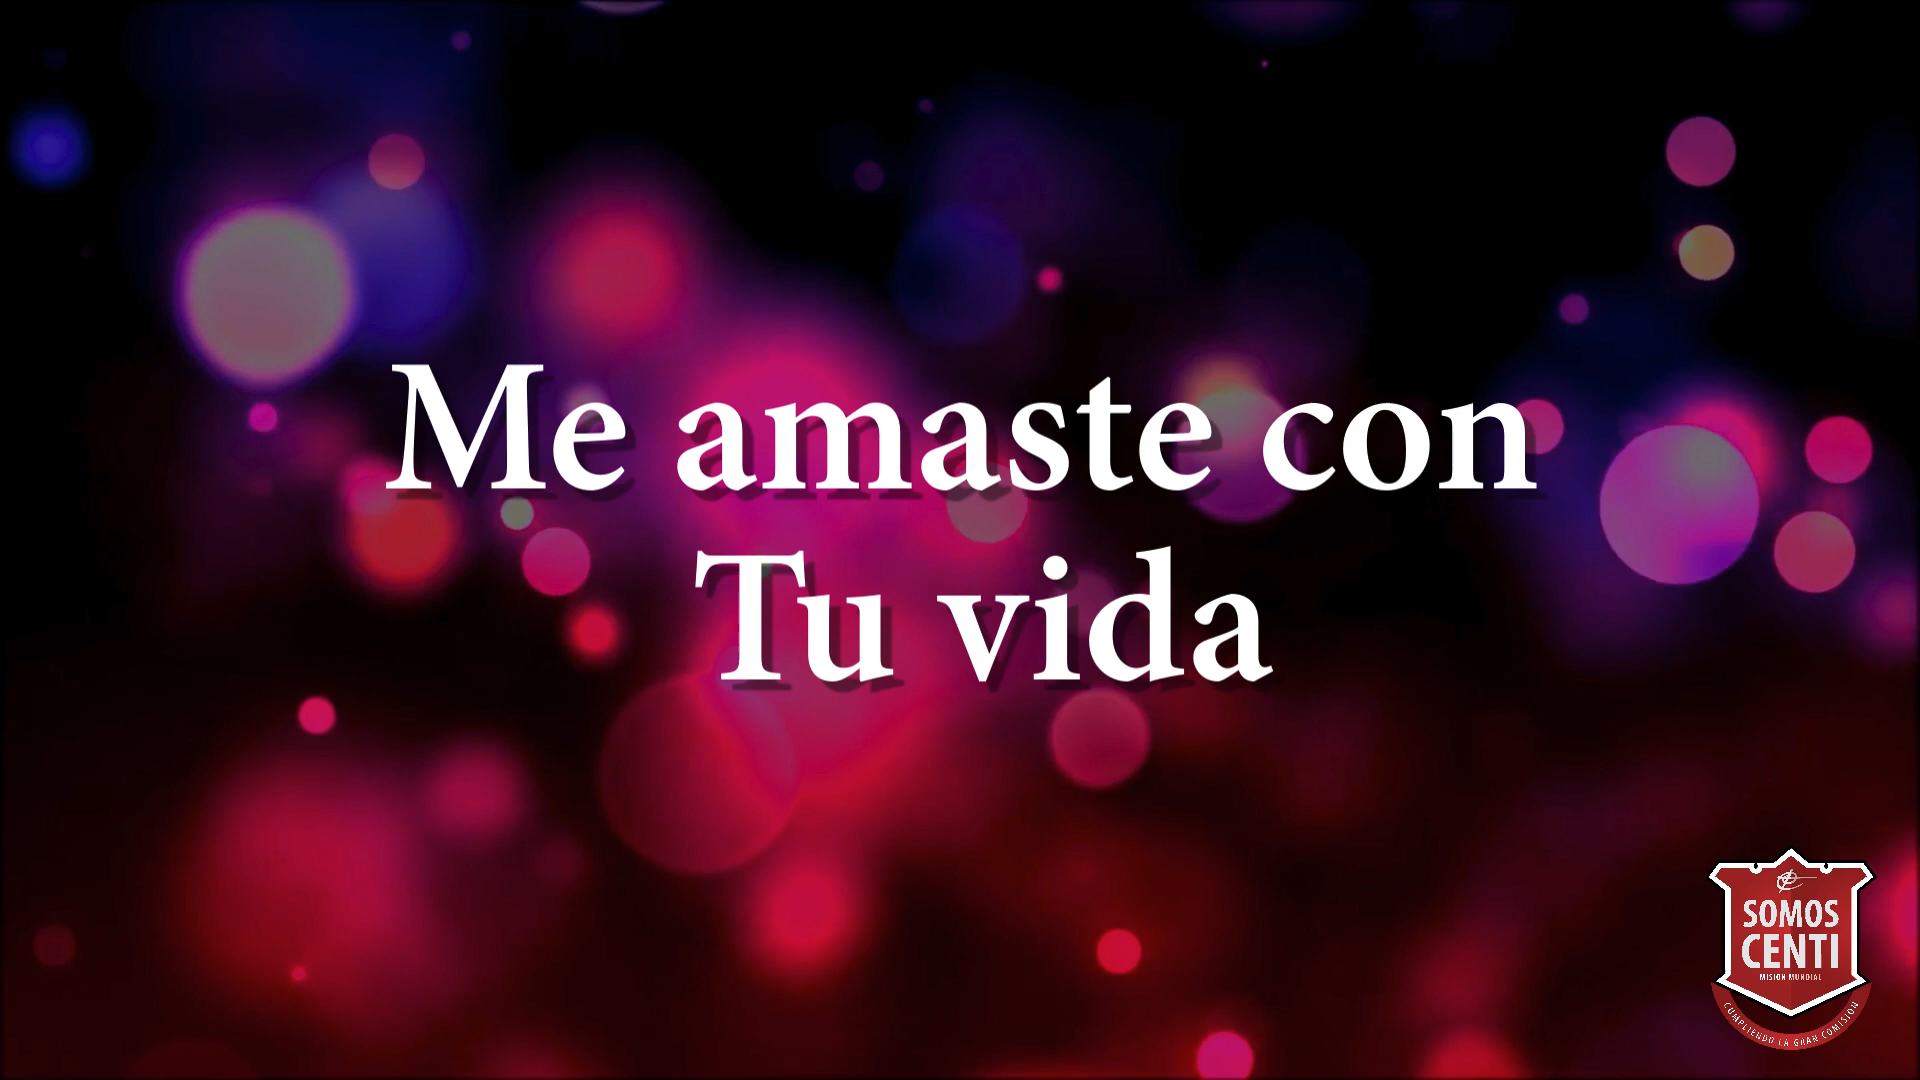 Me amaste con
Tu vida
SOMOS
CENTI
MISION MUNDIAL
CUMPLIENDO LA GRAN COMISION